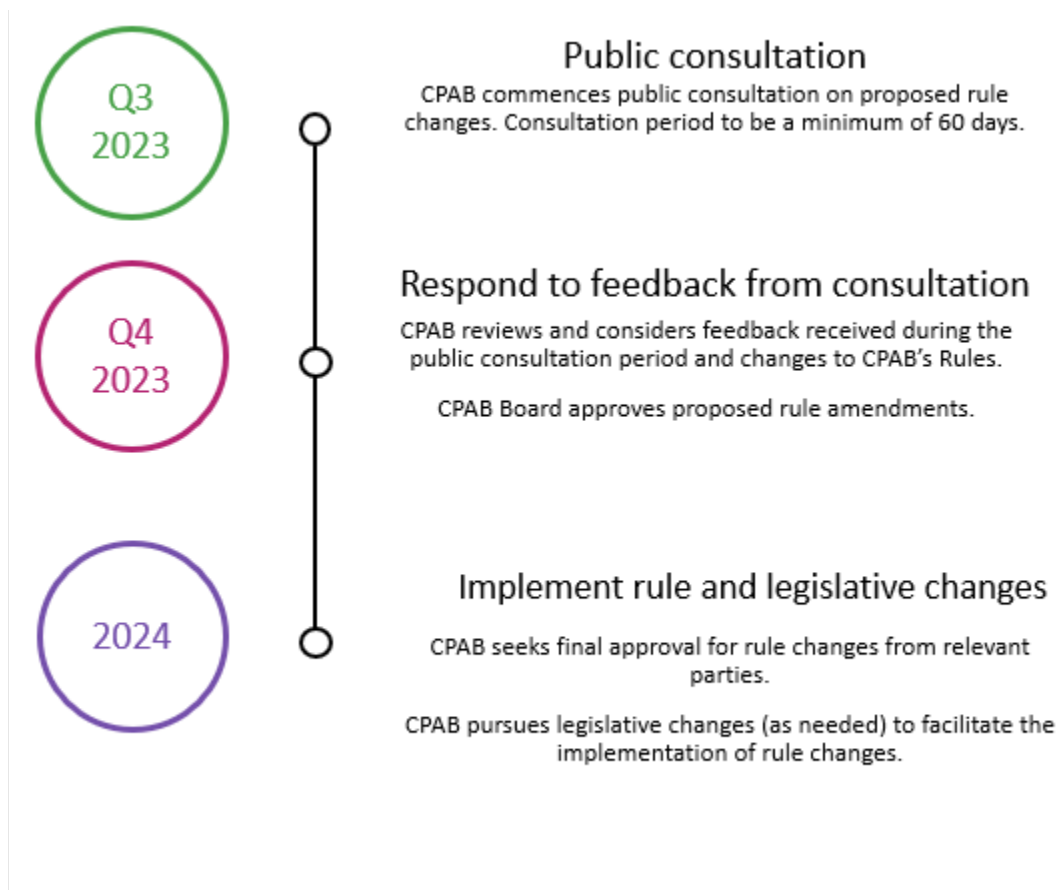 Q3
2023
Public consultation
CPAB commences public consultation on proposed rule
changes. Consultation period to be a minimum of 60 days.
Q4
2023
Respond to feedback from consultation
CPAB reviews and considers feedback received during the
public consultation period and changes to CPAB’s Rules.
CPAB Board approves proposed rule amendments.
2024
Implement rule and legislative changes
CPAB seeks final approval for rule changes from relevant
parties.
CPAB pursues legislative changes (as needed) to facilitate the
implementation of rule changes.